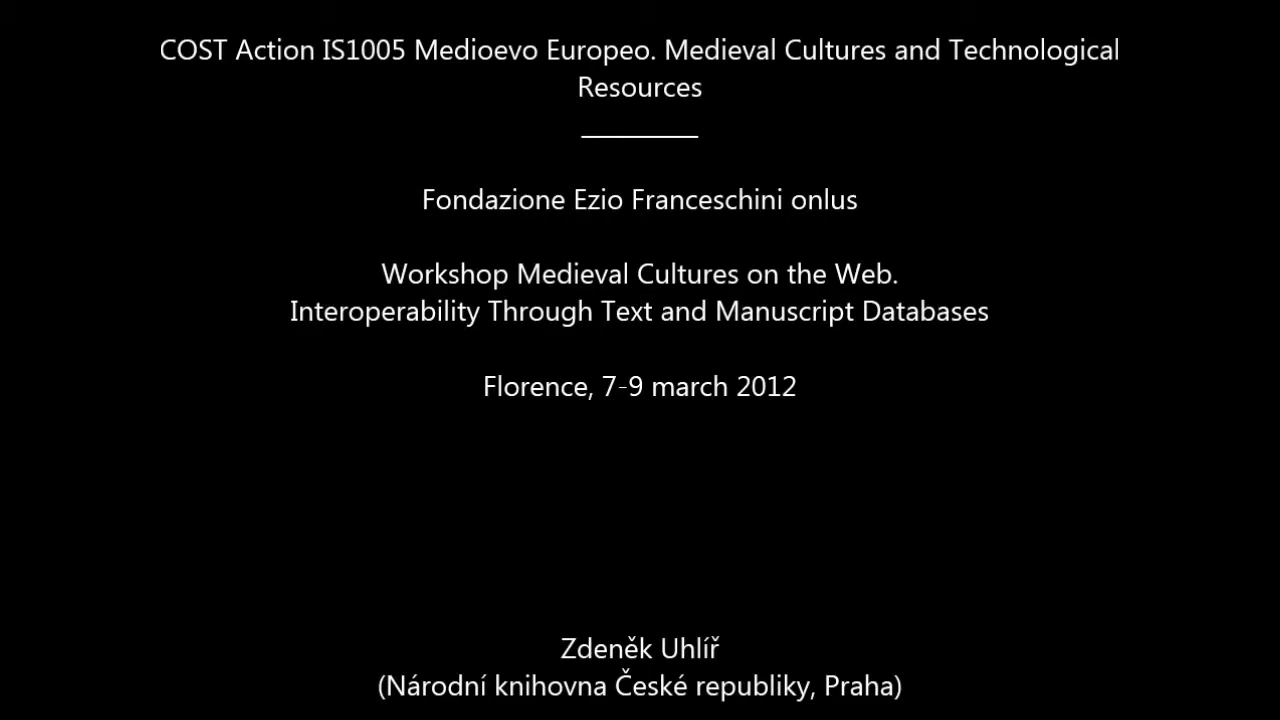 COST Action IS1005 Medioevo Europeo. Medieval Cultures and Technological
Resources
Fondazione Ezio Franceschini onlus
Workshop Medieval Cultures on the Web.
Interoperability Through Text and Manuscript Databases
Florence, 7-9 march 2012
Zdeněk Uhlíř
(Národní knihovna České republiky, Praha)